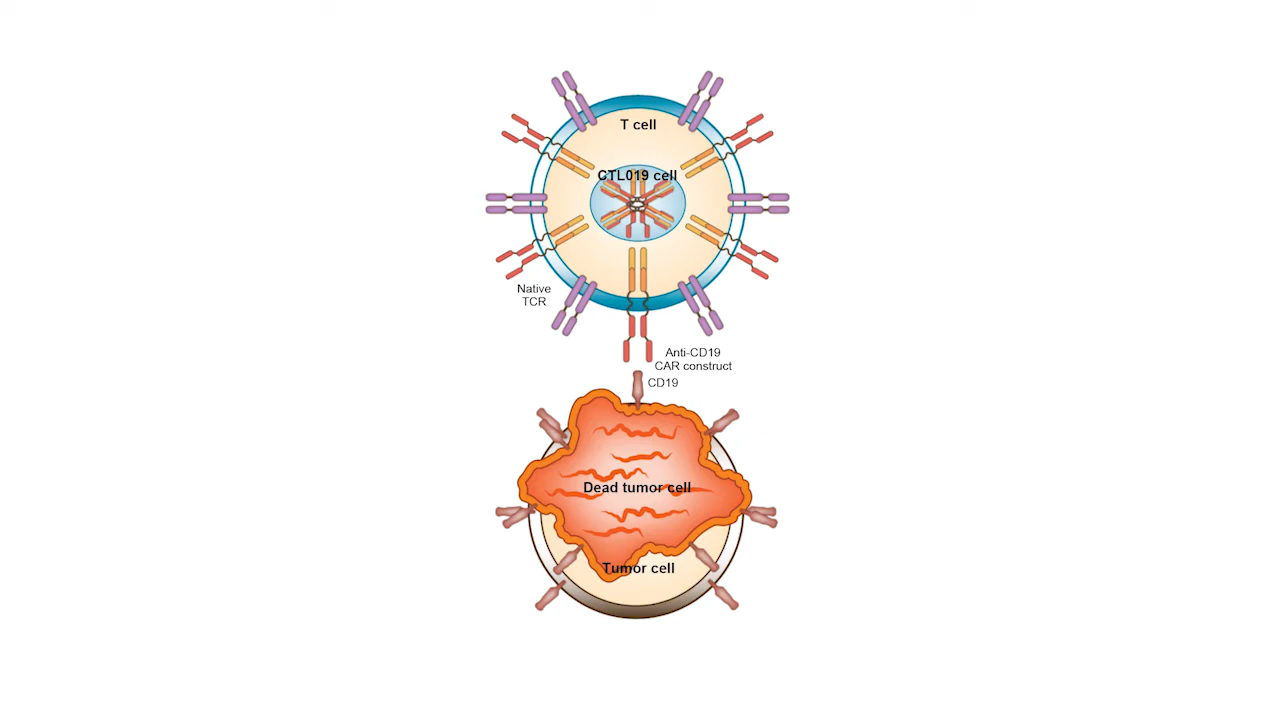 T cell
CTL019 cell
Native
TCR
Anti-CD19
CAR construct
CD19
Dead tumor cell
Tumor cell